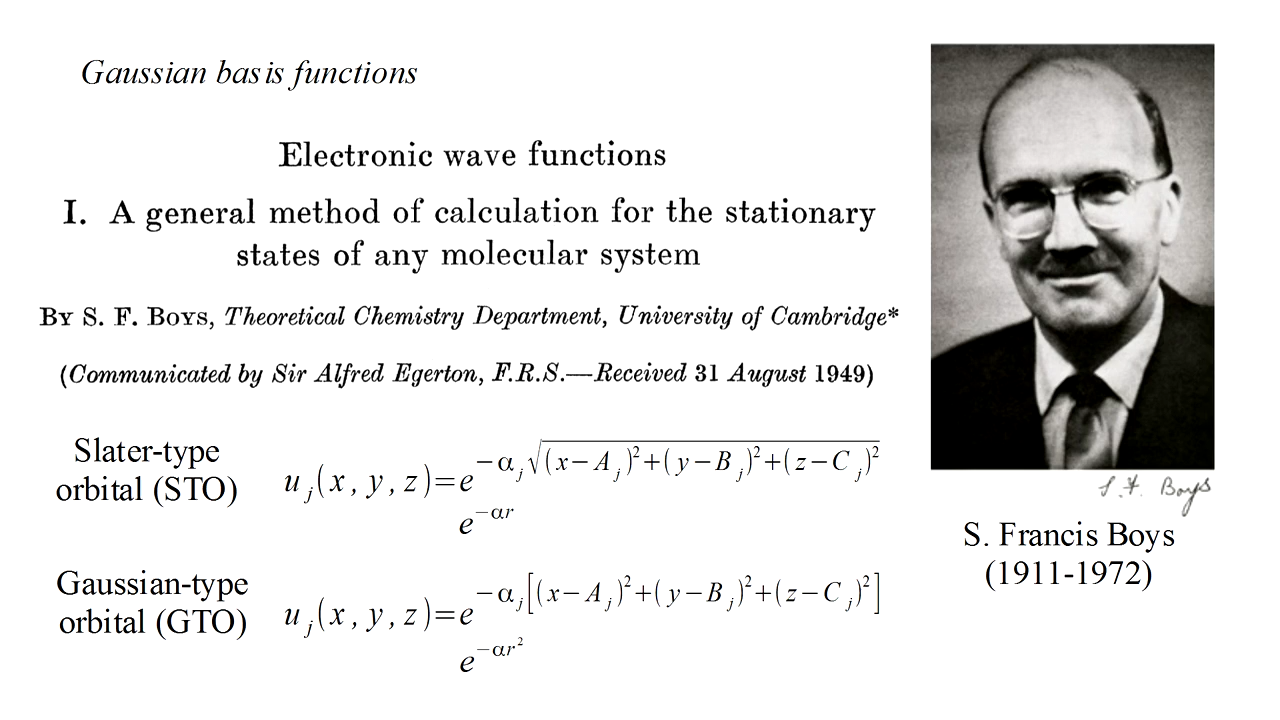 Gaussian basis functions
Electronic wave functions
I. A general method of calculation for the stationary
states of any molecular system
By S. F. Boys, Theoretical Chemistry Department, University of Cambridge*
(Communicated by Sir Alfred Egerton, F.R.S.—Received 31 August 1949)
Slater-type
orbital (STO)
u_j(x, y, z)=e^{-α_j√((x-A_j)²+(y-B_j)²+(z-C_j)²)}
e^{-αr}
Gaussian-type
orbital (GTO)
u_j(x, y, z)=e^{-α_j[(x-A_j)²+(y-B_j)²+(z-C_j)²]}
e^{-αr²}
S. F. Boys
S. Francis Boys
(1911-1972)